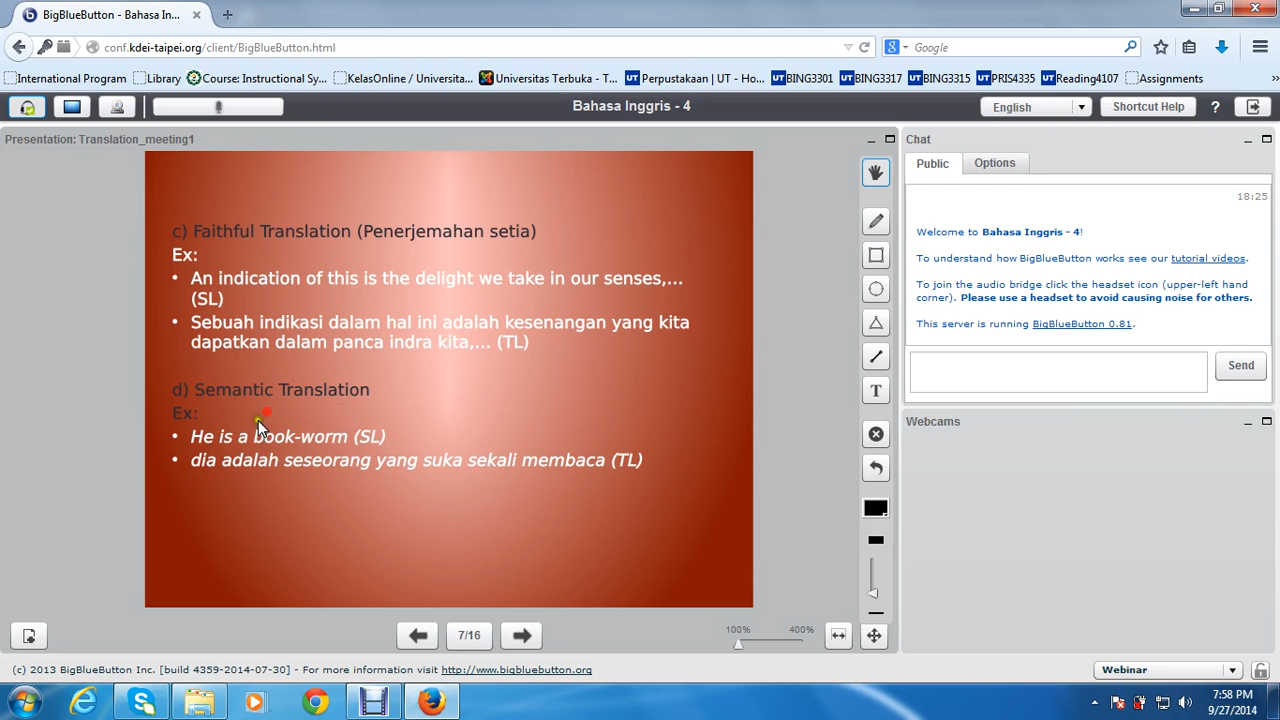 BigBlueButton - Bahasa In...
conf.kdei-taipei.org/client/BigBlueButton.html
Google
International Program
Library
Course: Instructional Sy...
KelasOnline / Universita...
Universitas Terbuka - T...
UT Perpustakaan | UT - Ho...
UT BING3301
UT BING3317
UT BING3315
UT PRIS4335
UT Reading4107
Assignments
Bahasa Inggris - 4
English
Shortcut Help
?
Presentation: Translation_meeting1
c) Faithful Translation (Penerjemahan setia)
Ex:
• An indication of this is the delight we take in our senses,...
(SL)
• Sebuah indikasi dalam hal ini adalah kesenangan yang kita
dapatkan dalam panca indra kita,... (TL)
d) Semantic Translation
Ex:
• He is a book-worm (SL)
• dia adalah seseorang yang suka sekali membaca (TL)
T
7/16
100%
400%
Chat
Public
Options
18:25
Welcome to Bahasa Inggris - 4!
To understand how BigBlueButton works see our tutorial videos.
To join the audio bridge click the headset icon (upper-left hand
corner). Please use a headset to avoid causing noise for others.
This server is running BigBlueButton 0.81.
Send
Webcams
(c) 2013 BigBlueButton Inc. [build 4359-2014-07-30] - For more information visit http://www.bigbluebutton.org
Webinar
7:58 PM
9/27/2014